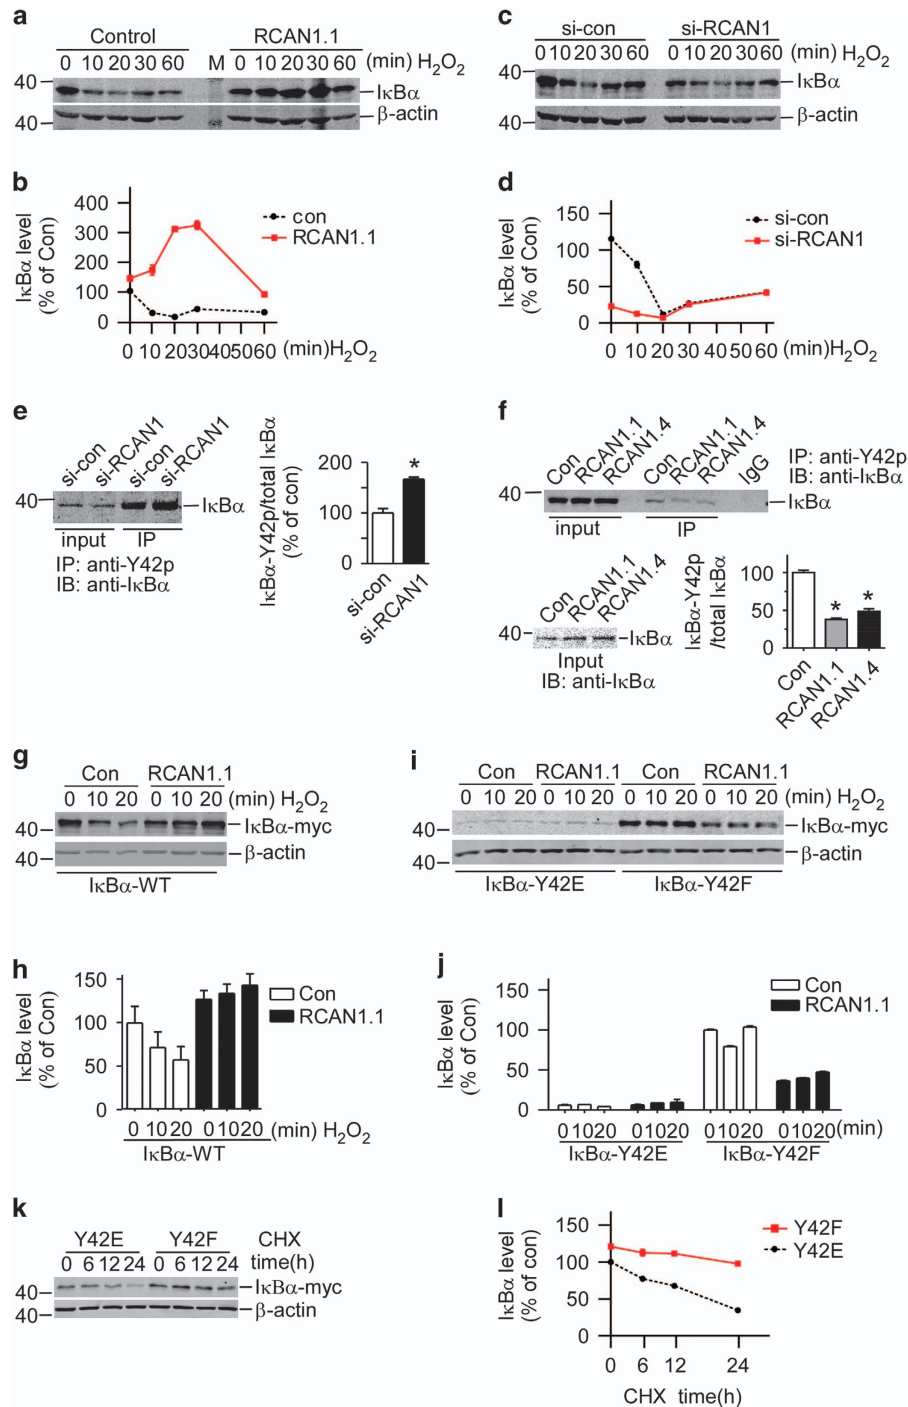 a
Control RCAN1.1
0 10 20 30 60 M 0 10 20 30 60 (min) H2O2
40
IκBα
40
β-actin
c
si-con si-RCAN1
0 10 20 30 60 0 10 20 30 60 (min) H2O2
40
IκBα
40
β-actin
b
IκBα level
(% of Con)
400
300
200
100
0
con
RCAN1.1
0 10 20 30 40 50 60 (min)H2O2
d
IκBα level
(% of Con)
150
100
50
0
si-con
si-RCAN1
0 10 20 30 40 50 60 (min)H2O2
e
si-con si-RCAN1 si-con si-RCAN1
40
IκBα
input IP
IP: anti-Y42p
IB: anti-IκBα
IκBα-Y42p/total IκBα
(% of con)
200
100
0
*
si-con si-RCAN1
f
Con RCAN1.1 RCAN1.4 Con RCAN1.1 RCAN1.4 IgG
IP: anti-Y42p
IB: anti-IκBα
40
IκBα
input IP
Con RCAN1.1 RCAN1.4
40
IκBα
Input
IB: anti-IκBα
IκBα-Y42p
/total IκBα
100
50
0
* *
Con RCAN1.1 RCAN1.4
g
Con RCAN1.1
0 10 20 0 10 20 (min) H2O2
40
IκBα-myc
40
β-actin
IκBα-WT
i
Con RCAN1.1 Con RCAN1.1
0 10 20 0 10 20 0 10 20 0 10 20 (min) H2O2
40
IκBα-myc
40
β-actin
IκBα-Y42E IκBα-Y42F
h
IκBα level
(% of Con)
150
100
50
0
Con
RCAN1.1
0 10 20 0 10 20 (min) H2O2
IκBα-WT
j
IκBα level
(% of Con)
150
100
50
0
Con
RCAN1.1
0 10 20 0 10 20 0 10 20 0 10 20 (min)
IκBα-Y42E IκBα-Y42F
k
Y42E Y42F CHX
0 6 12 24 0 6 12 24 time(h)
40
IκBα-myc
40
β-actin
l
IκBα level
(% of con)
150
100
50
0
Y42F
Y42E
0 6 12 24
CHX time(h)